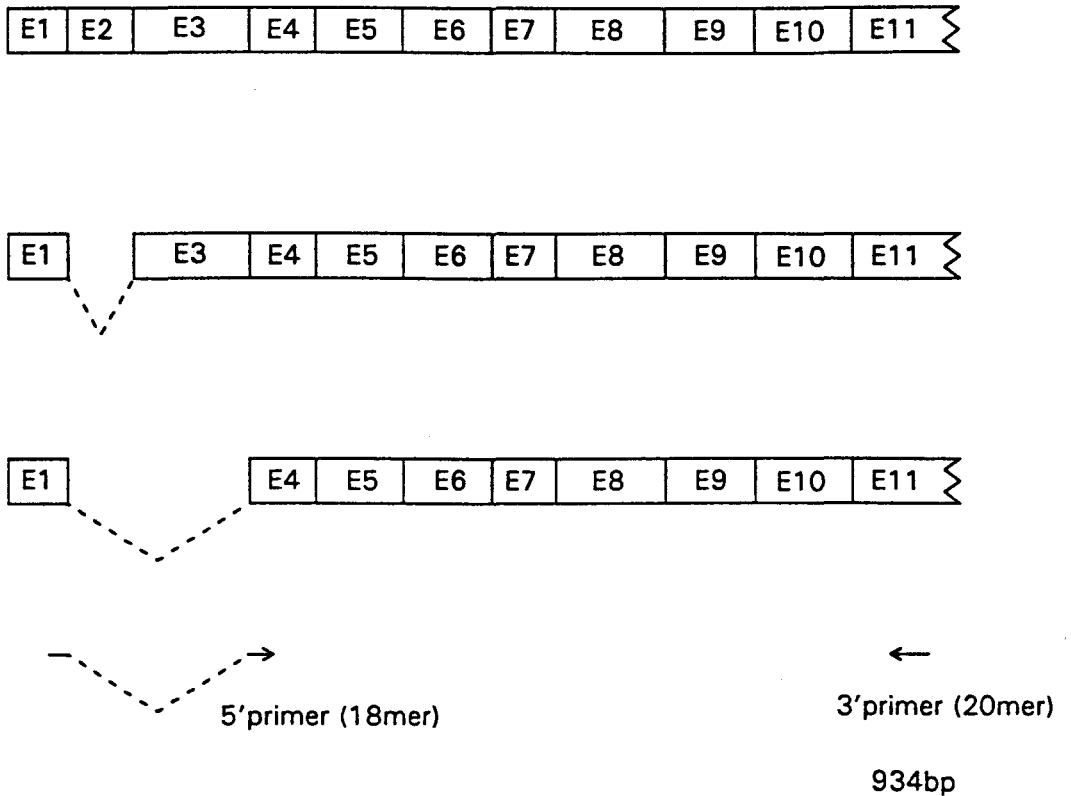 E1 E2 E3 E4 E5 E6 E7 E8 E9 E10 E11
E1 E3 E4 E5 E6 E7 E8 E9 E10 E11
E1 E4 E5 E6 E7 E8 E9 E10 E11
5'primer (18mer) 3'primer (20mer)
934bp